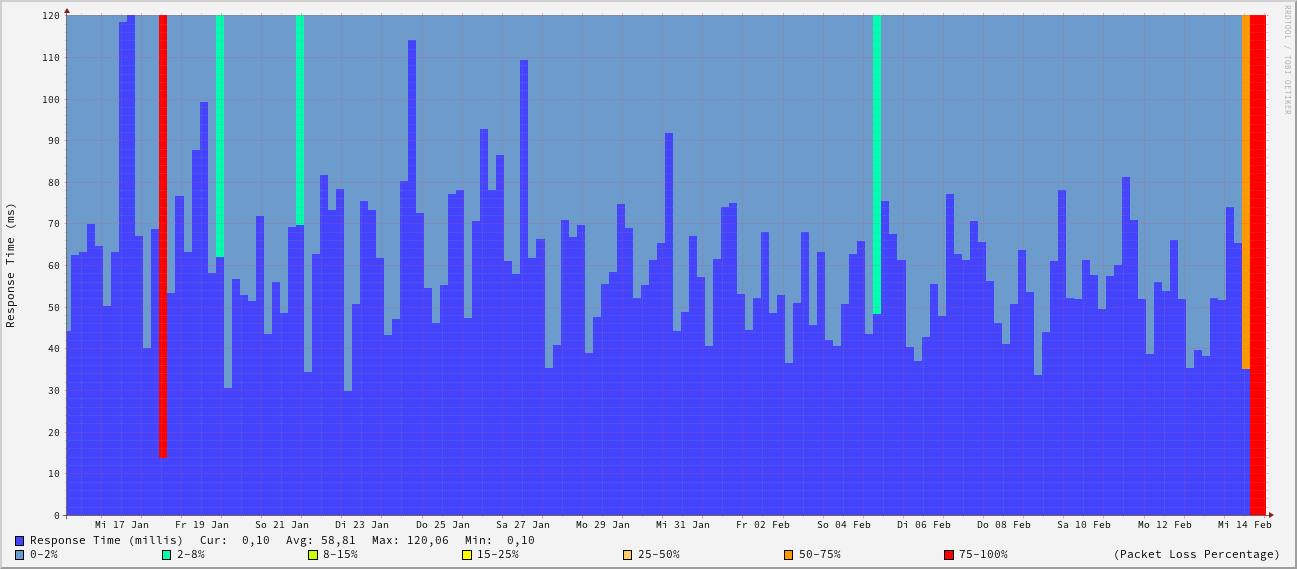 RRDTOOL / TOBI OETIKER
Response Time (ms)
120
110
100
90
80
70
60
50
40
30
20
10
0
Mi 17 Jan Fr 19 Jan So 21 Jan Di 23 Jan Do 25 Jan Sa 27 Jan Mo 29 Jan Mi 31 Jan Fr 02 Feb So 04 Feb Di 06 Feb Do 08 Feb Sa 10 Feb Mo 12 Feb Mi 14 Feb
Response Time (millis) Cur: 0,10 Avg: 58,81 Max: 120,06 Min: 0,10
0-2% 2-8% 8-15% 15-25% 25-50% 50-75% 75-100% (Packet Loss Percentage)